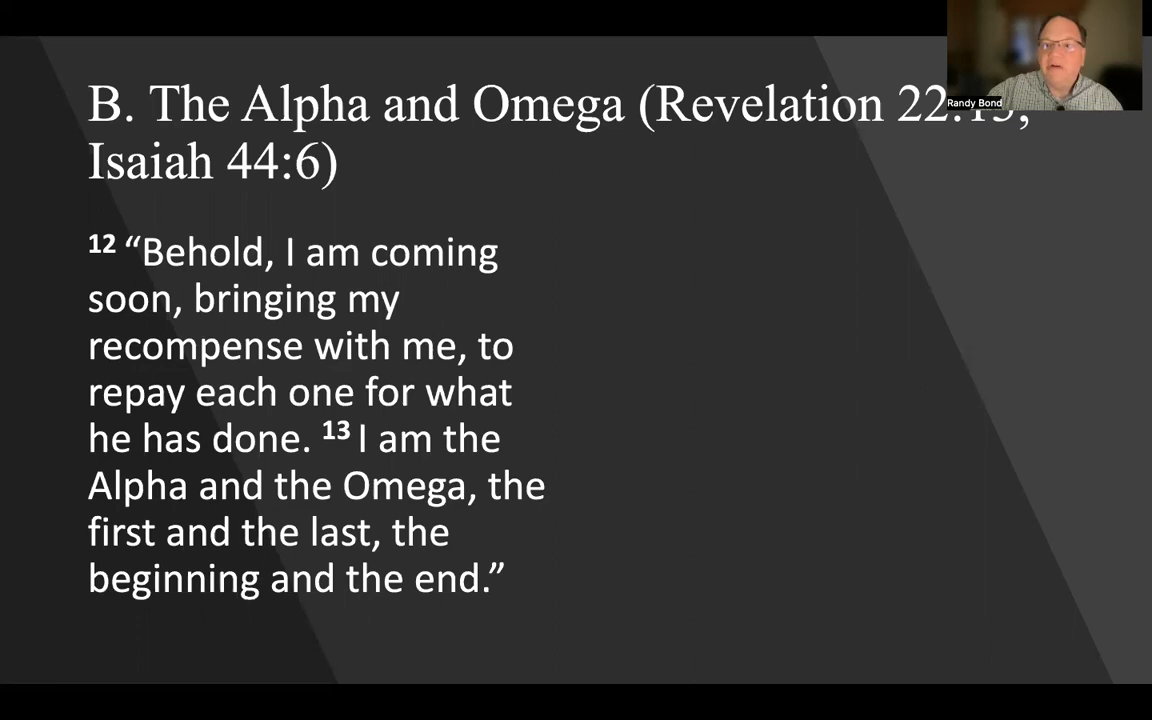 B. The Alpha and Omega (Revelation 22:13,
Isaiah 44:6)
Randy Bond
12 “Behold, I am coming
soon, bringing my
recompense with me, to
repay each one for what
he has done. 13 I am the
Alpha and the Omega, the
first and the last, the
beginning and the end.”